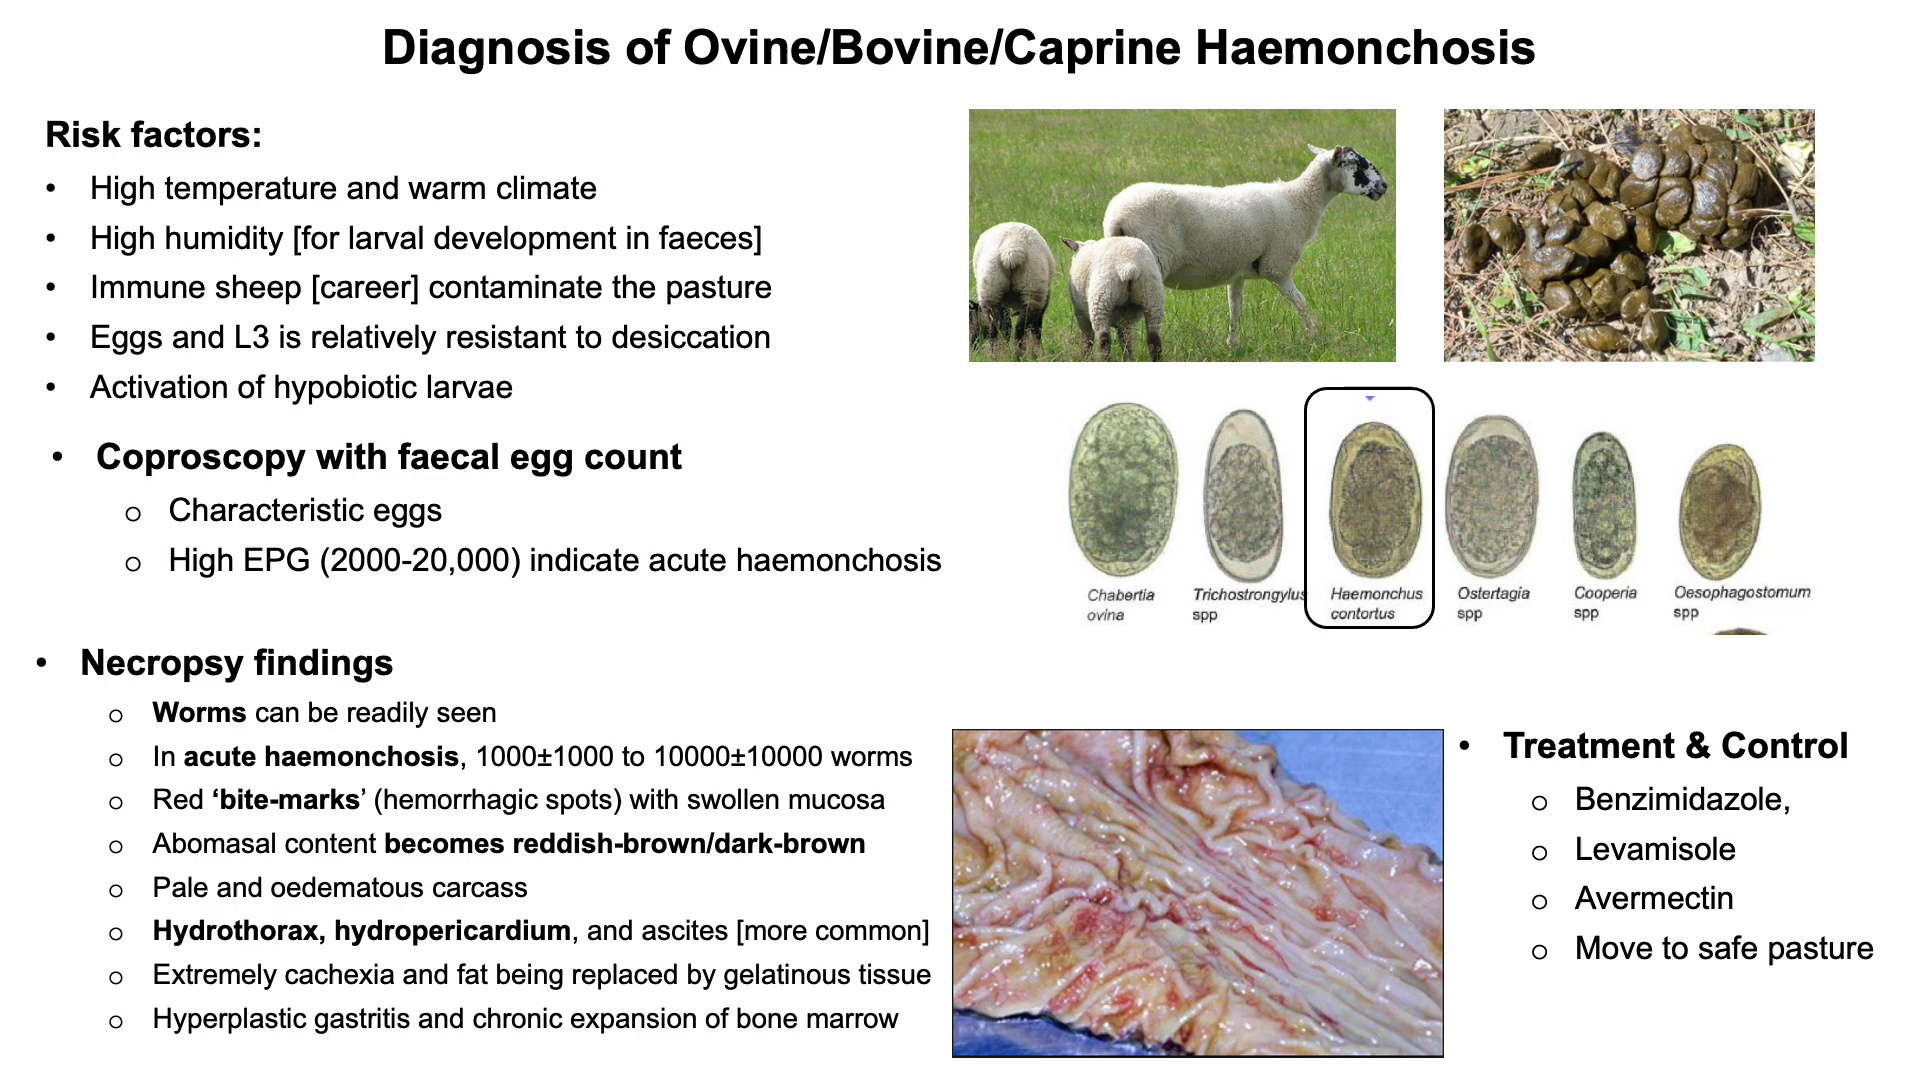 Diagnosis of Ovine/Bovine/Caprine Haemonchosis
Risk factors:
• High temperature and warm climate
• High humidity [for larval development in faeces]
• Immune sheep [career] contaminate the pasture
• Eggs and L3 is relatively resistant to desiccation
• Activation of hypobiotic larvae
• Coproscopy with faecal egg count
o Characteristic eggs
o High EPG (2000-20,000) indicate acute haemonchosis
Chabertia
ovina
Trichostrongylus
spp
Haemonchus
contortus
Ostertagia
spp
Cooperia
spp
Oesophagostomum
spp
• Necropsy findings
o Worms can be readily seen
o In acute haemonchosis, 1000±1000 to 10000±10000 worms
o Red ‘bite-marks’ (hemorrhagic spots) with swollen mucosa
o Abomasal content becomes reddish-brown/dark-brown
o Pale and oedematous carcass
o Hydrothorax, hydropericardium, and ascites [more common]
o Extremely cachexia and fat being replaced by gelatinous tissue
o Hyperplastic gastritis and chronic expansion of bone marrow
• Treatment & Control
o Benzimidazole,
o Levamisole
o Avermectin
o Move to safe pasture